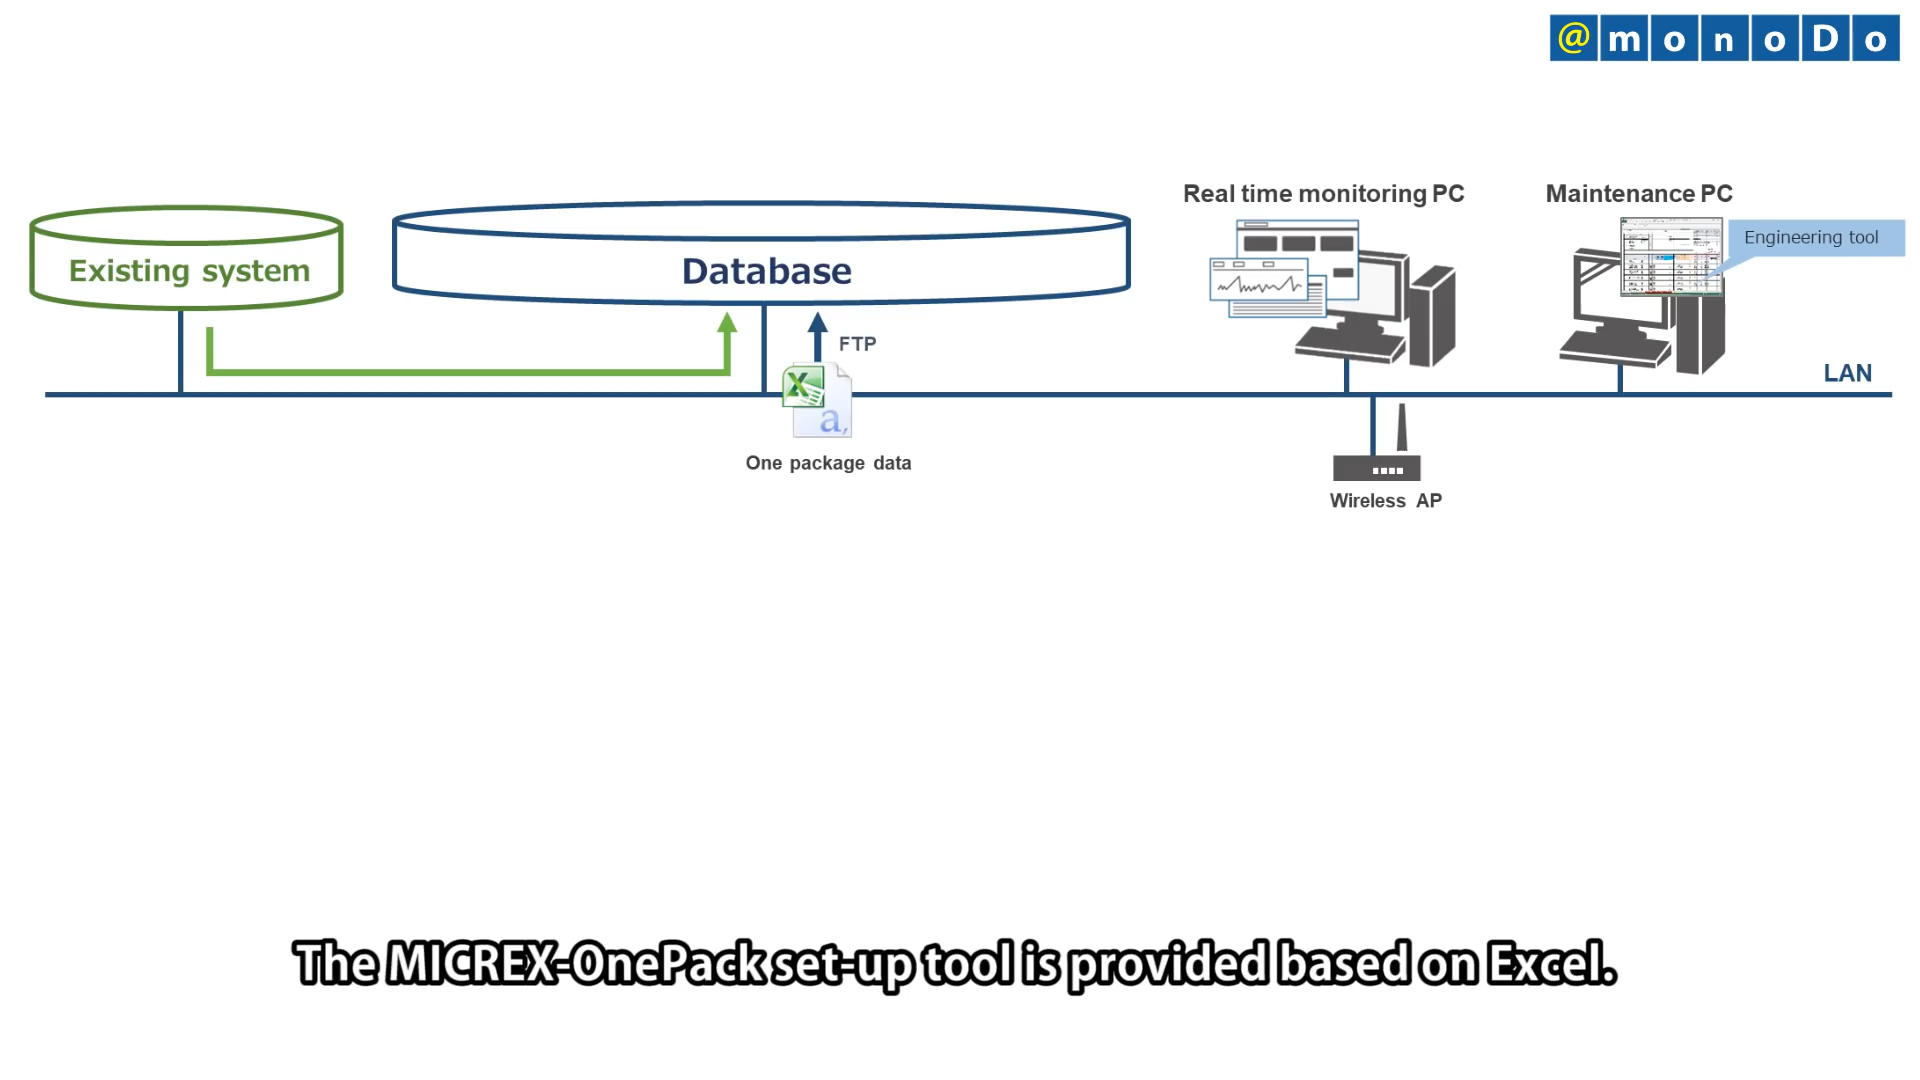 @monoDo
Real time monitoring PC
Maintenance PC
Engineering tool
Existing system
Database
FTP
LAN
One package data
Wireless AP
The MICREX-OnePack set-up tool is provided based on Excel.